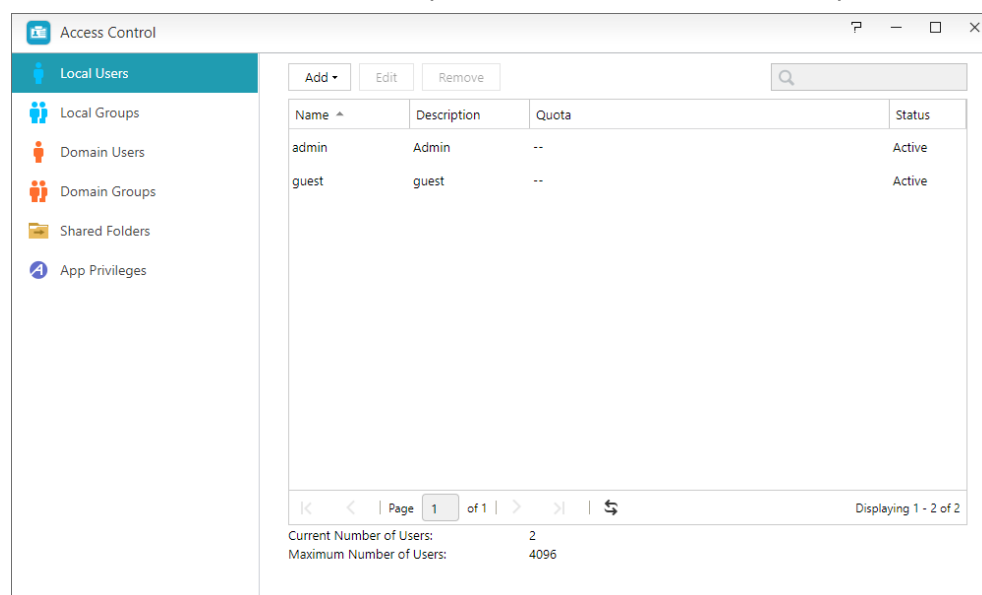 Access Control
Local Users
Local Groups
Domain Users
Domain Groups
Shared Folders
App Privileges
Add Edit Remove
Name Description Quota Status
admin Admin -- Active
guest guest -- Active
Page 1 of 1 Displaying 1 - 2 of 2
Current Number of Users: 2
Maximum Number of Users: 4096